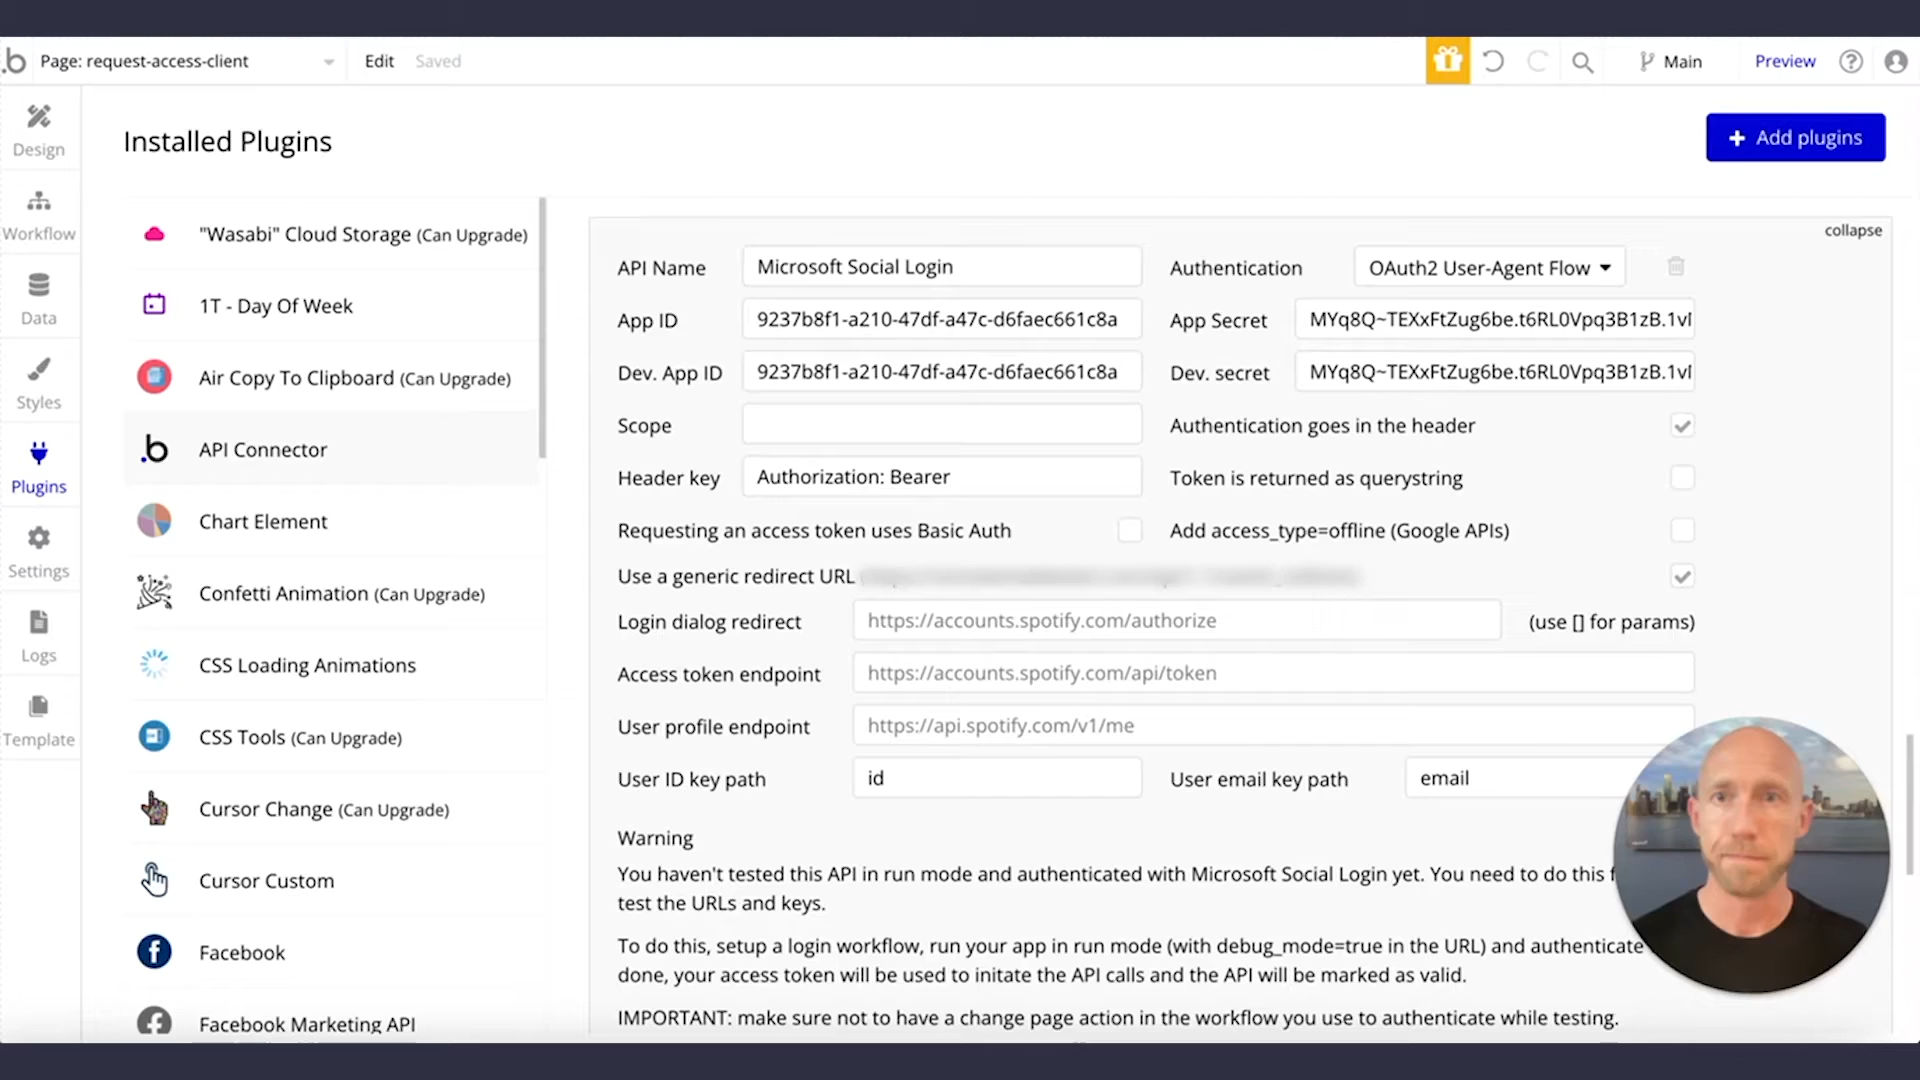 Page: request-access-client
Edit
Saved
Main
Preview
Design
Workflow
Data
Styles
Plugins
Settings
Logs
Template
Installed Plugins
+ Add plugins
"Wasabi" Cloud Storage (Can Upgrade)
1T - Day Of Week
Air Copy To Clipboard (Can Upgrade)
API Connector
Chart Element
Confetti Animation (Can Upgrade)
CSS Loading Animations
CSS Tools (Can Upgrade)
Cursor Change (Can Upgrade)
Cursor Custom
Facebook
Facebook Marketing API
collapse
API Name Microsoft Social Login Authentication OAuth2 User-Agent Flow
App ID 9237b8f1-a210-47df-a47c-d6faec661c8a App Secret MYq8Q~TEXxFtZug6be.t6RL0Vpq3B1zB.1vl
Dev. App ID 9237b8f1-a210-47df-a47c-d6faec661c8a Dev. secret MYq8Q~TEXxFtZug6be.t6RL0Vpq3B1zB.1vl
Scope Authentication goes in the header
Header key Authorization: Bearer Token is returned as querystring
Requesting an access token uses Basic Auth Add access_type=offline (Google APIs)
Use a generic redirect URL
Login dialog redirect https://accounts.spotify.com/authorize (use [] for params)
Access token endpoint https://accounts.spotify.com/api/token
User profile endpoint https://api.spotify.com/v1/me
User ID key path id User email key path email
Warning
You haven't tested this API in run mode and authenticated with Microsoft Social Login yet. You need to do this
test the URLs and keys.
To do this, setup a login workflow, run your app in run mode (with debug_mode=true in the URL) and authenticate
done, your access token will be used to initate the API calls and the API will be marked as valid.
IMPORTANT: make sure not to have a change page action in the workflow you use to authenticate while testing.